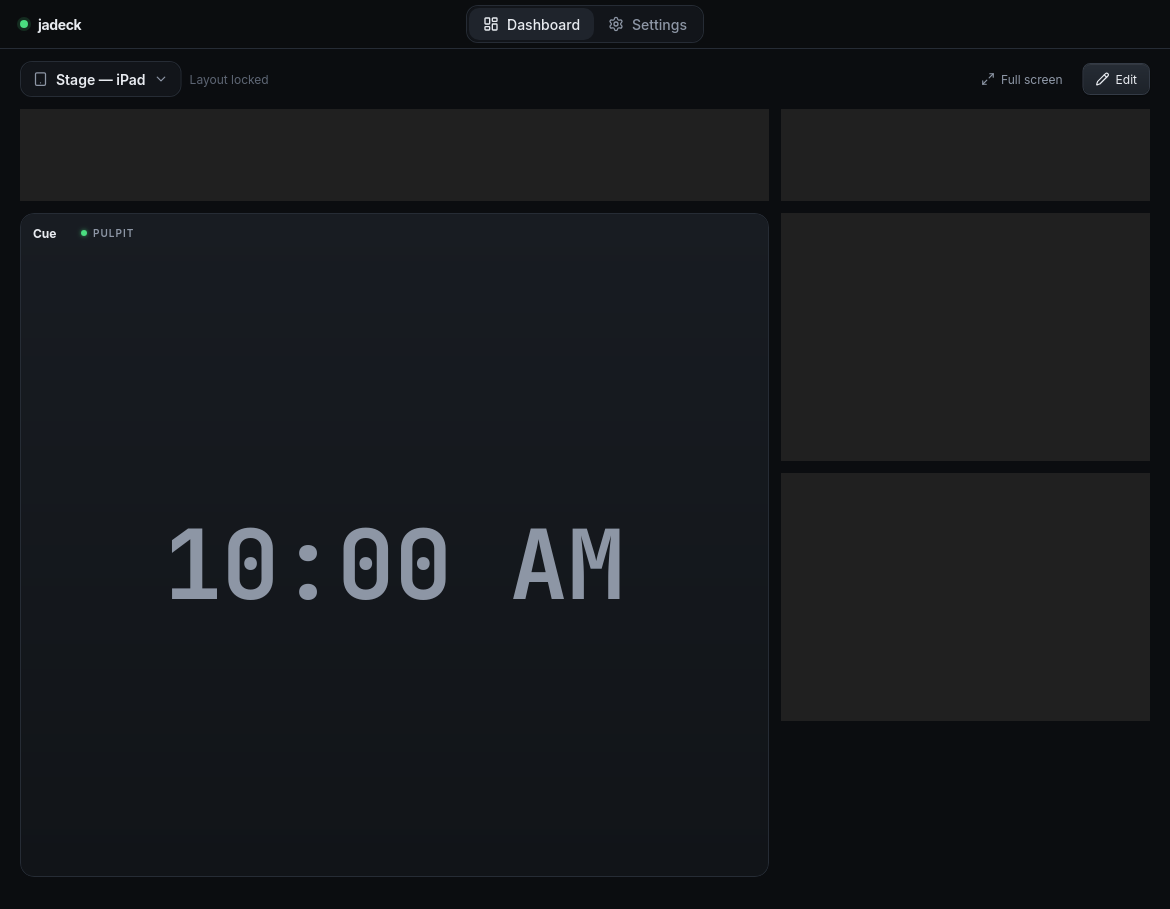 jadeck
Dashboard
Settings
Stage — iPad
Layout locked
Full screen
Edit
Cue
PULPIT
10:00 AM